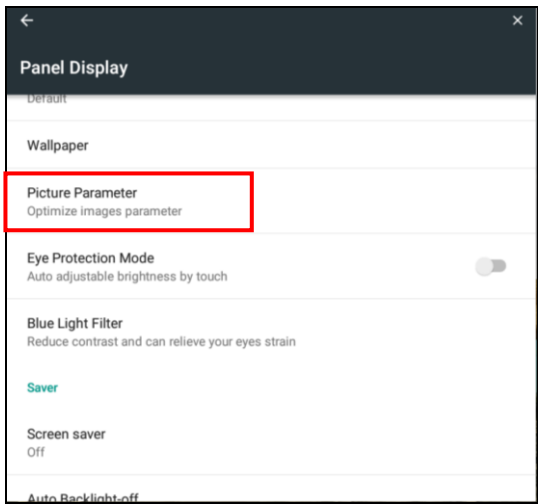 Panel Display
Default
Wallpaper
Picture Parameter
Optimize images parameter
Eye Protection Mode
Auto adjustable brightness by touch
Blue Light Filter
Reduce contrast and can relieve your eyes strain
Saver
Screen saver
Off
Auto Backlight-off